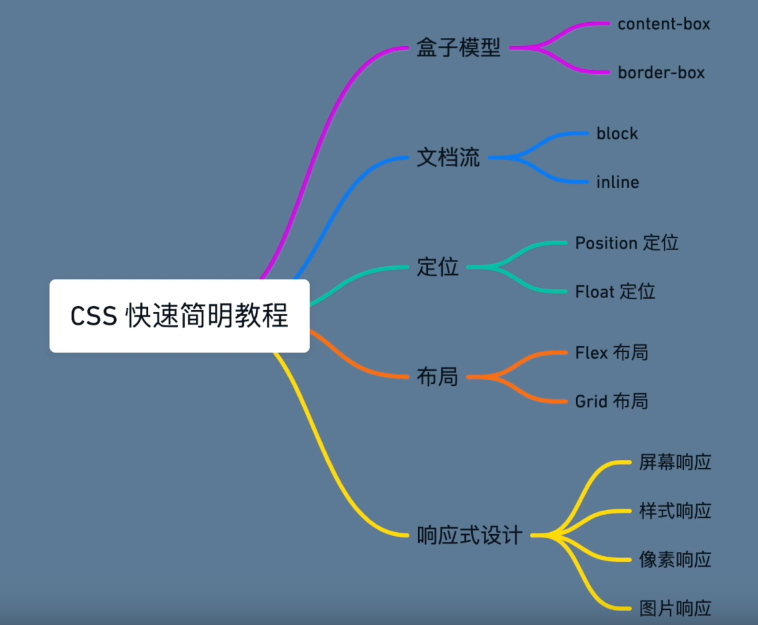 CSS 快速简明教程
盒子模型
content-box
border-box
文档流
block
inline
定位
Position 定位
Float 定位
布局
Flex 布局
Grid 布局
响应式设计
屏幕响应
样式响应
像素响应
图片响应